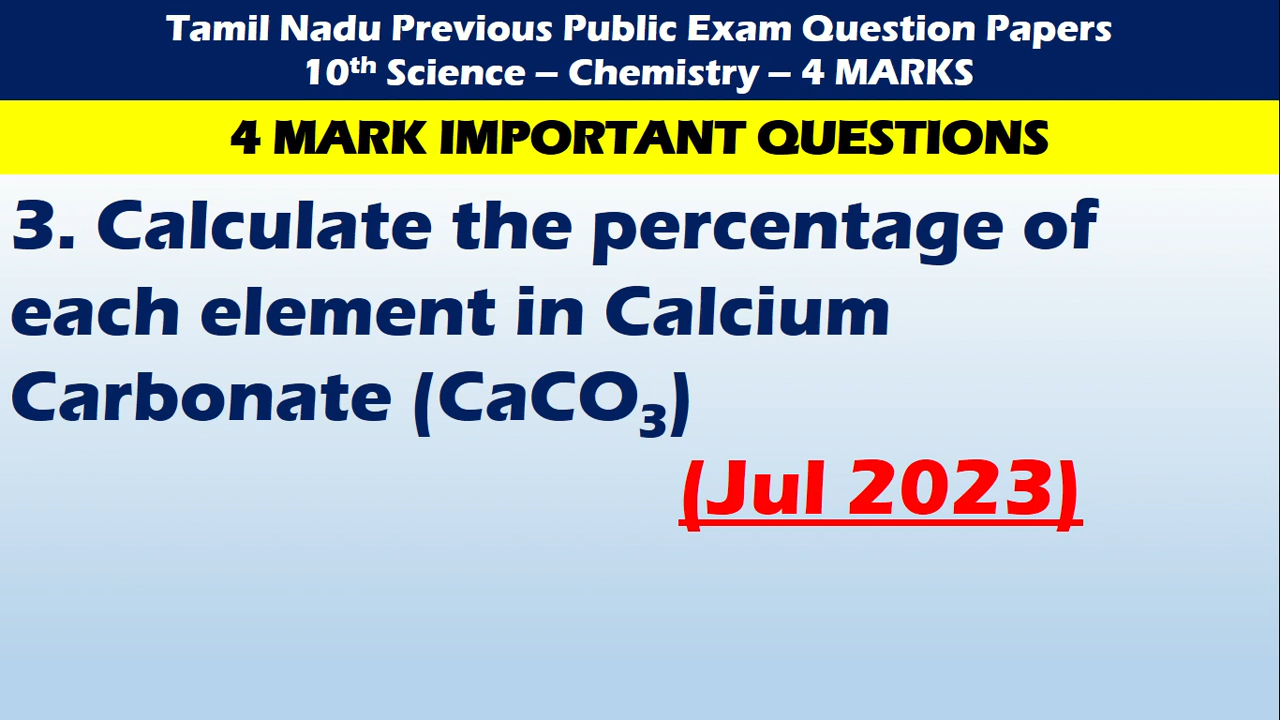 Tamil Nadu Previous Public Exam Question Papers
10th Science – Chemistry – 4 MARKS
4 MARK IMPORTANT QUESTIONS
3. Calculate the percentage of
each element in Calcium
Carbonate (CaCO₃)
(Jul 2023)